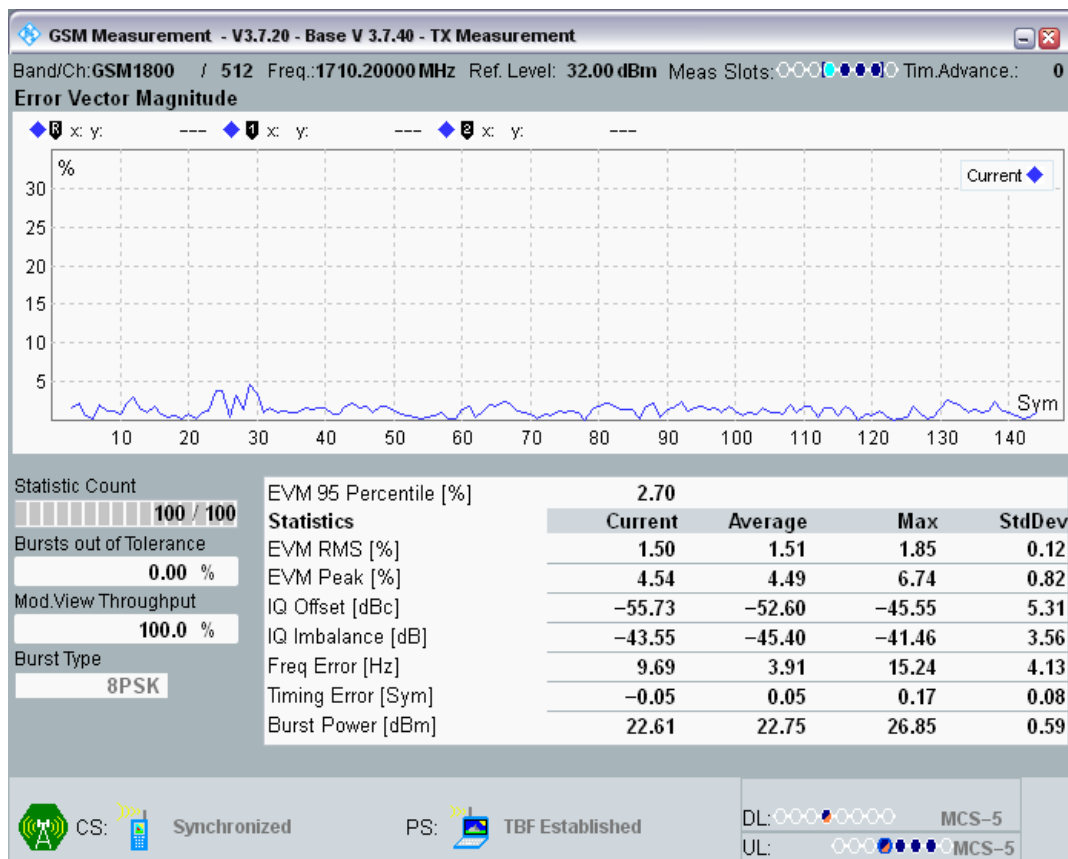 GSM Measurement - V3.7.20 - Base V 3.7.40 - TX Measurement
Band/Ch:GSM1800 / 512 Freq.:1710.20000 MHz Ref. Level: 32.00 dBm Meas Slots: Tim.Advance.: 0
Error Vector Magnitude
R x: y: --- 1 x: y: --- 2 x: y: ---
%
Current
30
25
20
15
10
5
Sym
10 20 30 40 50 60 70 80 90 100 110 120 130 140
Statistic Count
100 / 100
Bursts out of Tolerance
0.00 %
Mod.View Throughput
100.0 %
Burst Type
8PSK
EVM 95 Percentile [%] 2.70
Statistics Current Average Max StdDev
EVM RMS [%] 1.50 1.51 1.85 0.12
EVM Peak [%] 4.54 4.49 6.74 0.82
IQ Offset [dBc] −55.73 −52.60 −45.55 5.31
IQ Imbalance [dB] −43.55 −45.40 −41.46 3.56
Freq Error [Hz] 9.69 3.91 15.24 4.13
Timing Error [Sym] −0.05 0.05 0.17 0.08
Burst Power [dBm] 22.61 22.75 26.85 0.59
CS: Synchronized PS: TBF Established
DL: MCS−5
UL: MCS−5